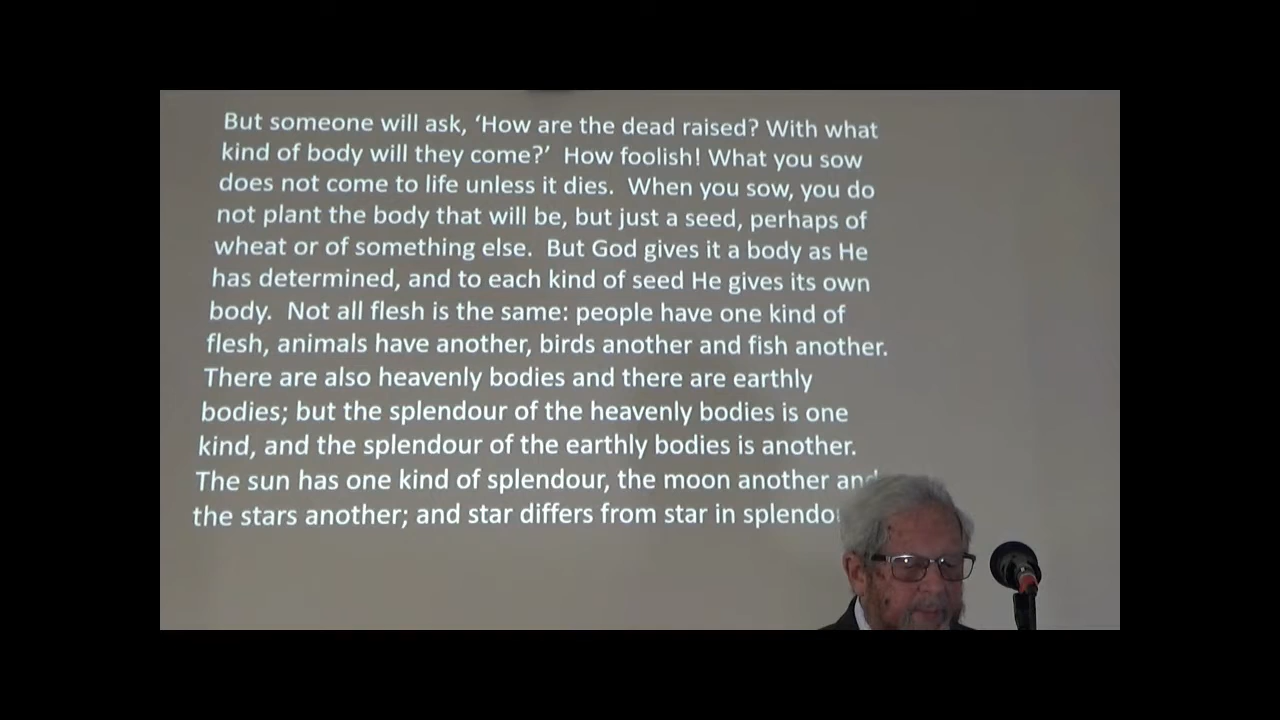 But someone will ask, ‘How are the dead raised? With what
kind of body will they come?’ How foolish! What you sow
does not come to life unless it dies. When you sow, you do
not plant the body that will be, but just a seed, perhaps of
wheat or of something else. But God gives it a body as He
has determined, and to each kind of seed He gives its own
body. Not all flesh is the same: people have one kind of
flesh, animals have another, birds another and fish another.
There are also heavenly bodies and there are earthly
bodies; but the splendour of the heavenly bodies is one
kind, and the splendour of the earthly bodies is another.
The sun has one kind of splendour, the moon another and
the stars another; and star differs from star in